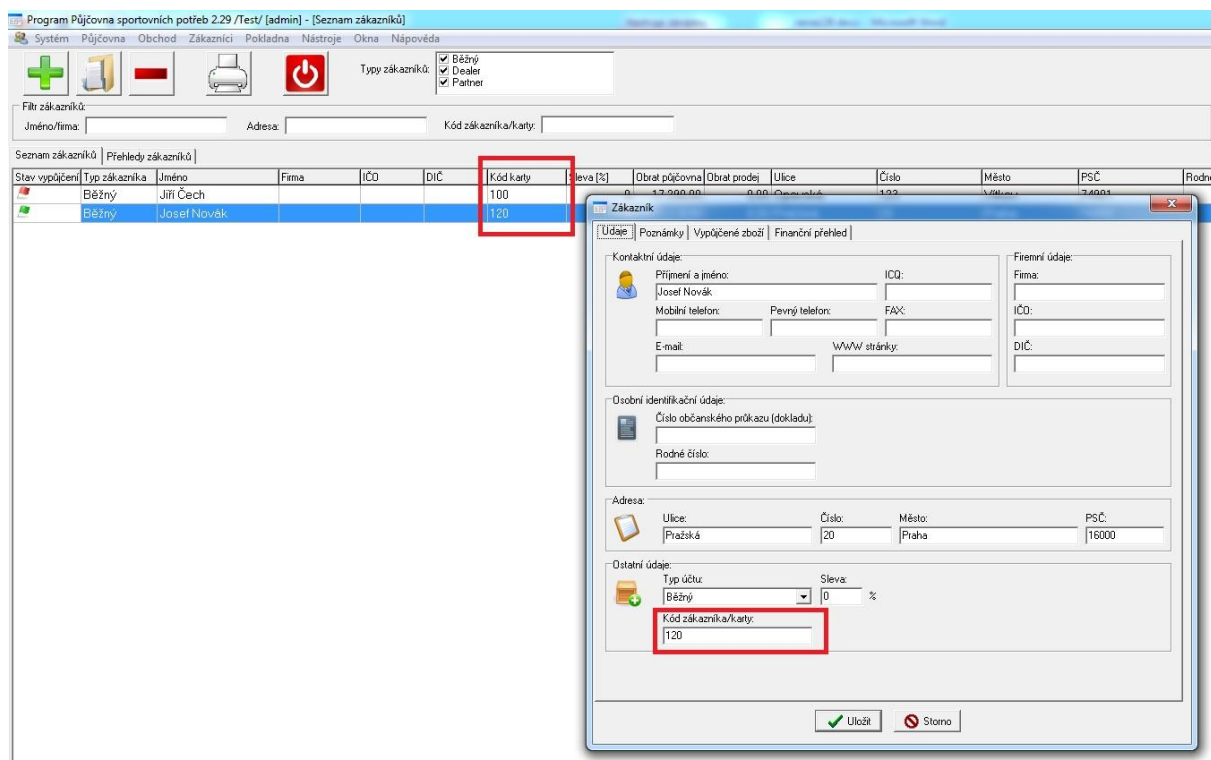 Program Půjčovna sportovních potřeb 2.29 /Test/ [admin] - [Seznam zákazníků]
Systém Půjčovna Obchod Zákazníci Pokladna Nástroje Okna Nápověda
Typy zákazníků:
Běžný
Dealer
Partner
Filtr zákazníků:
Jméno/firma: Adresa: Kód zákazníka/karty:
Seznam zákazníků Přehledy zákazníků
Stav vypůjčení Typ zákazníka Jméno Firma IČO DIČ Kód karty Sleva [%] Obrat půjčovna Obrat prodej Ulice Číslo Město PSČ
Běžný Jiří Čech 100
Běžný Josef Novák 120
Zákazník
Údaje Poznámky Vypůjčené zboží Finanční přehled
Kontaktní údaje: Firemní údaje:
Příjmení a jméno: ICQ: Firma:
Josef Novák
Mobilní telefon: Pevný telefon: FAX: IČO:
E-mail: WWW stránky: DIČ:
Osobní identifikační údaje:
Číslo občanského průkazu (dokladu):
Rodné číslo:
Adresa:
Ulice: Číslo: Město: PSČ:
Pražská 20 Praha 16000
Ostatní údaje:
Typ účtu: Sleva:
Běžný 0 %
Kód zákazníka/karty:
120
Uložit Storno